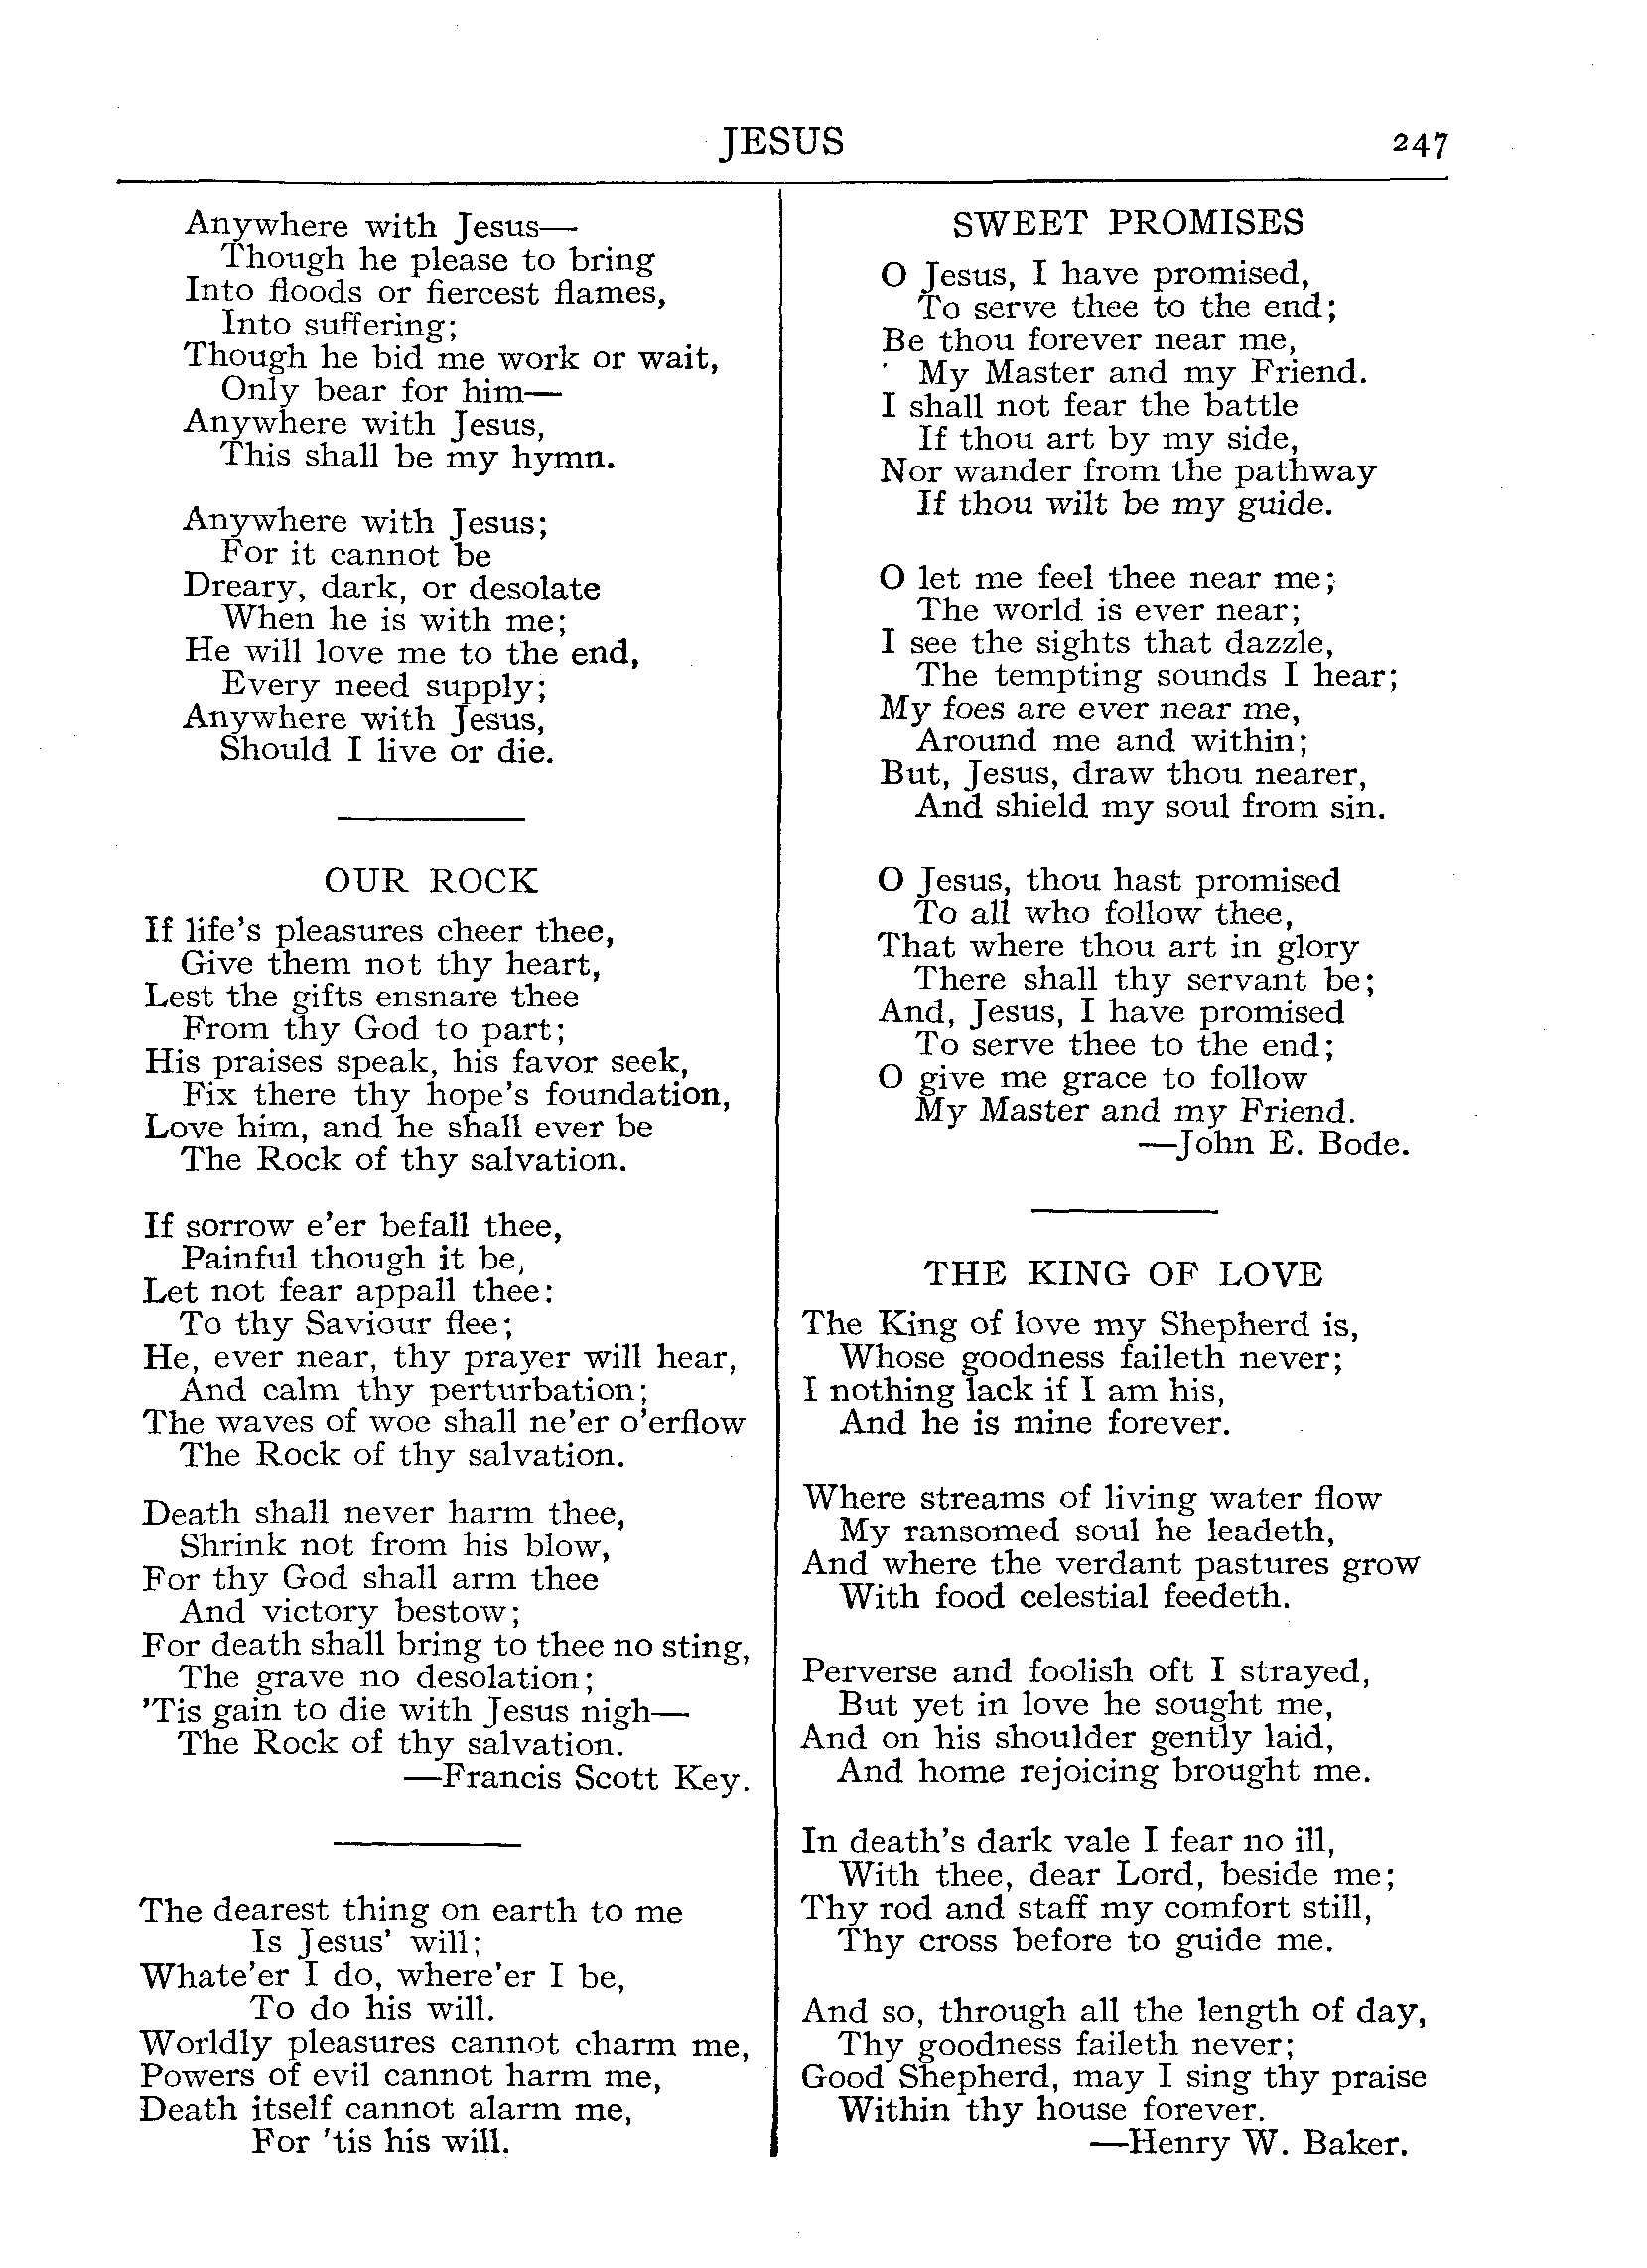 JESUS 247
Anywhere with Jesus—
Though he please to bring
Into floods or fiercest flames,
Into suffering;
Though he bid me work or wait,
Only bear for him—
Anywhere with Jesus,
This shall be my hymn.
Anywhere with Jesus;
For it cannot be
Dreary, dark, or desolate
When he is with me;
He will love me to the end,
Every need supply;
Anywhere with Jesus,
Should I live or die.
OUR ROCK
If life's pleasures cheer thee,
Give them not thy heart,
Lest the gifts ensnare thee
From thy God to part;
His praises speak, his favor seek,
Fix there thy hope's foundation,
Love him, and he shall ever be
The Rock of thy salvation.
If sorrow e'er befall thee,
Painful though it be,
Let not fear appall thee:
To thy Saviour flee;
He, ever near, thy prayer will hear,
And calm thy perturbation;
The waves of woe shall ne'er o'erflow
The Rock of thy salvation.
Death shall never harm thee,
Shrink not from his blow,
For thy God shall arm thee
And victory bestow;
For death shall bring to thee no sting,
The grave no desolation;
'Tis gain to die with Jesus nigh—
The Rock of thy salvation.
—Francis Scott Key.
The dearest thing on earth to me
Is Jesus' will;
Whate'er I do, where'er I be,
To do his will.
Worldly pleasures cannot charm me,
Powers of evil cannot harm me,
Death itself cannot alarm me,
For 'tis his will.
SWEET PROMISES
O Jesus, I have promised,
To serve thee to the end;
Be thou forever near me,
My Master and my Friend.
I shall not fear the battle
If thou art by my side,
Nor wander from the pathway
If thou wilt be my guide.
O let me feel thee near me;
The world is ever near;
I see the sights that dazzle,
The tempting sounds I hear;
My foes are ever near me,
Around me and within;
But, Jesus, draw thou nearer,
And shield my soul from sin.
O Jesus, thou hast promised
To all who follow thee,
That where thou art in glory
There shall thy servant be;
And, Jesus, I have promised
To serve thee to the end;
O give me grace to follow
My Master and my Friend.
—John E. Bode.
THE KING OF LOVE
The King of love my Shepherd is,
Whose goodness faileth never;
I nothing lack if I am his,
And he is mine forever.
Where streams of living water flow
My ransomed soul he leadeth,
And where the verdant pastures grow
With food celestial feedeth.
Perverse and foolish oft I strayed,
But yet in love he sought me,
And on his shoulder gently laid,
And home rejoicing brought me.
In death's dark vale I fear no ill,
With thee, dear Lord, beside me;
Thy rod and staff my comfort still,
Thy cross before to guide me.
And so, through all the length of day,
Thy goodness faileth never;
Good Shepherd, may I sing thy praise
Within thy house forever.
—Henry W. Baker.